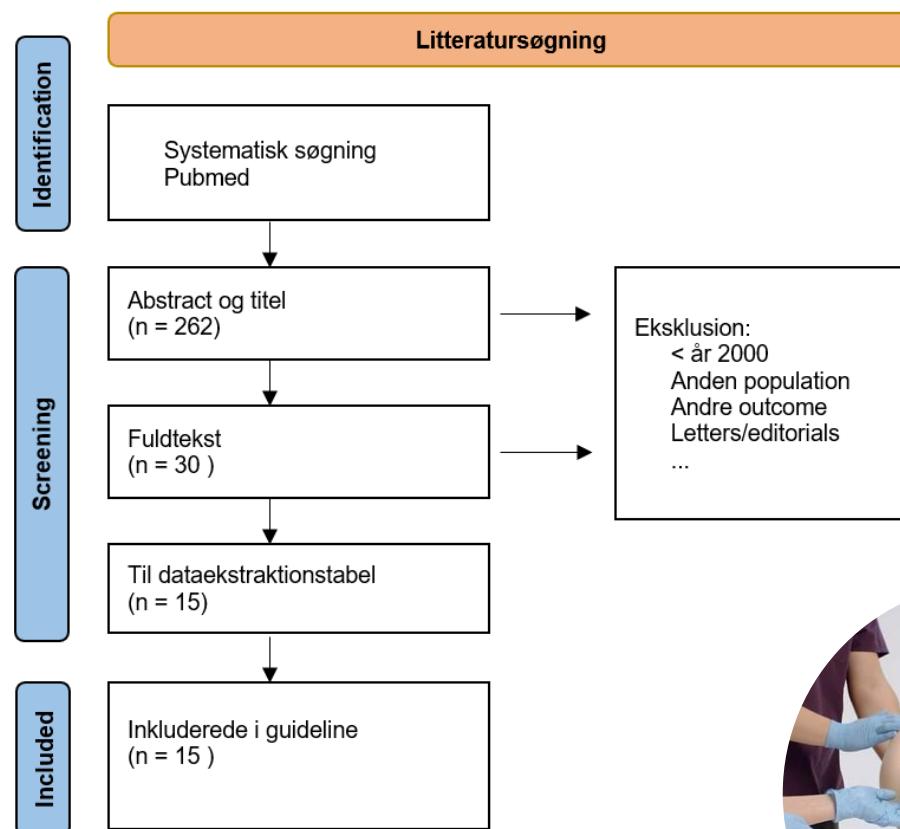 Litteratursøgning
Identification
Systematisk søgning
Pubmed
Screening
Abstract og titel
(n = 262)
Eksklusion:
< år 2000
Anden population
Andre outcome
Letters/editorials
...
Fuldtekst
(n = 30 )
Til dataekstraktionstabel
(n = 15)
Included
Inkluderede i guideline
(n = 15 )